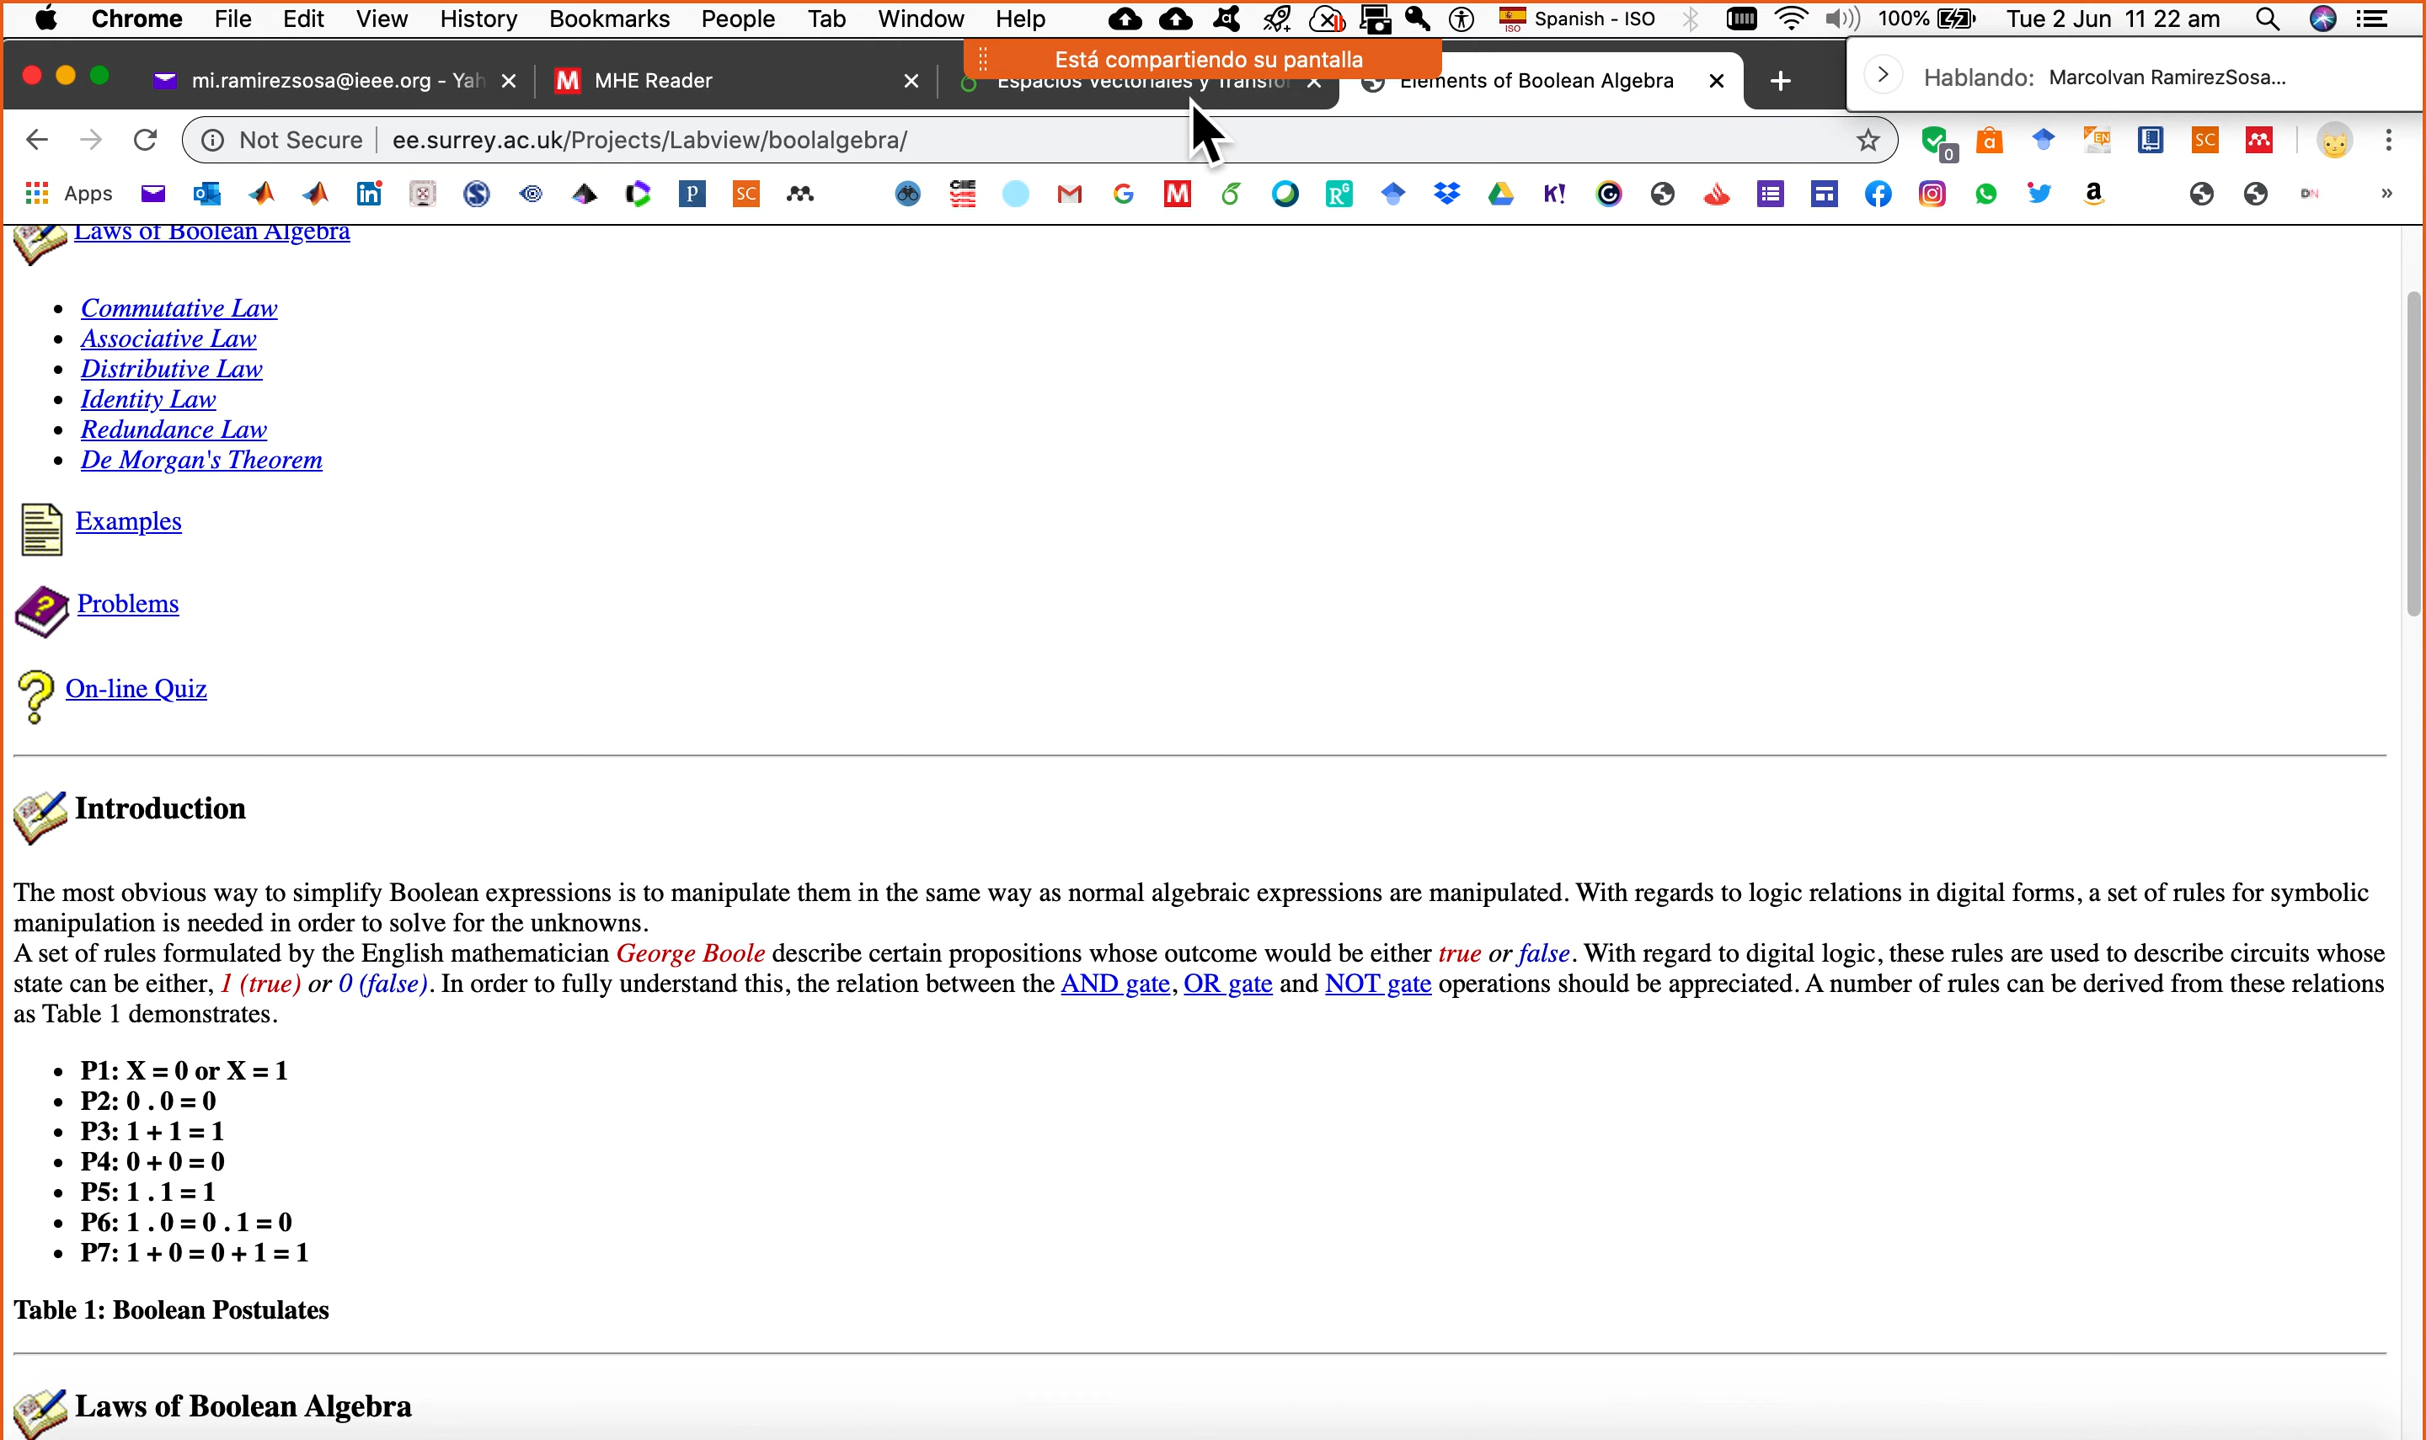 Chrome File Edit View History Bookmarks People Tab Window Help Spanish - ISO 100% Tue 2 Jun 11 22 am
Está compartiendo su pantalla
mi.ramirezsosa@ieee.org - Yah MHE Reader Espacios Vectoriales y Transfor Elements of Boolean Algebra Hablando: MarcoIvan RamirezSosa...
Not Secure ee.surrey.ac.uk/Projects/Labview/boolalgebra/
Apps
Laws of Boolean Algebra
• Commutative Law
• Associative Law
• Distributive Law
• Identity Law
• Redundance Law
• De Morgan's Theorem
Examples
Problems
On-line Quiz
Introduction
The most obvious way to simplify Boolean expressions is to manipulate them in the same way as normal algebraic expressions are manipulated. With regards to logic relations in digital forms, a set of rules for symbolic
manipulation is needed in order to solve for the unknowns.
A set of rules formulated by the English mathematician George Boole describe certain propositions whose outcome would be either true or false. With regard to digital logic, these rules are used to describe circuits whose
state can be either, 1 (true) or 0 (false). In order to fully understand this, the relation between the AND gate, OR gate and NOT gate operations should be appreciated. A number of rules can be derived from these relations
as Table 1 demonstrates.
• P1: X = 0 or X = 1
• P2: 0 . 0 = 0
• P3: 1 + 1 = 1
• P4: 0 + 0 = 0
• P5: 1 . 1 = 1
• P6: 1 . 0 = 0 . 1 = 0
• P7: 1 + 0 = 0 + 1 = 1
Table 1: Boolean Postulates
Laws of Boolean Algebra